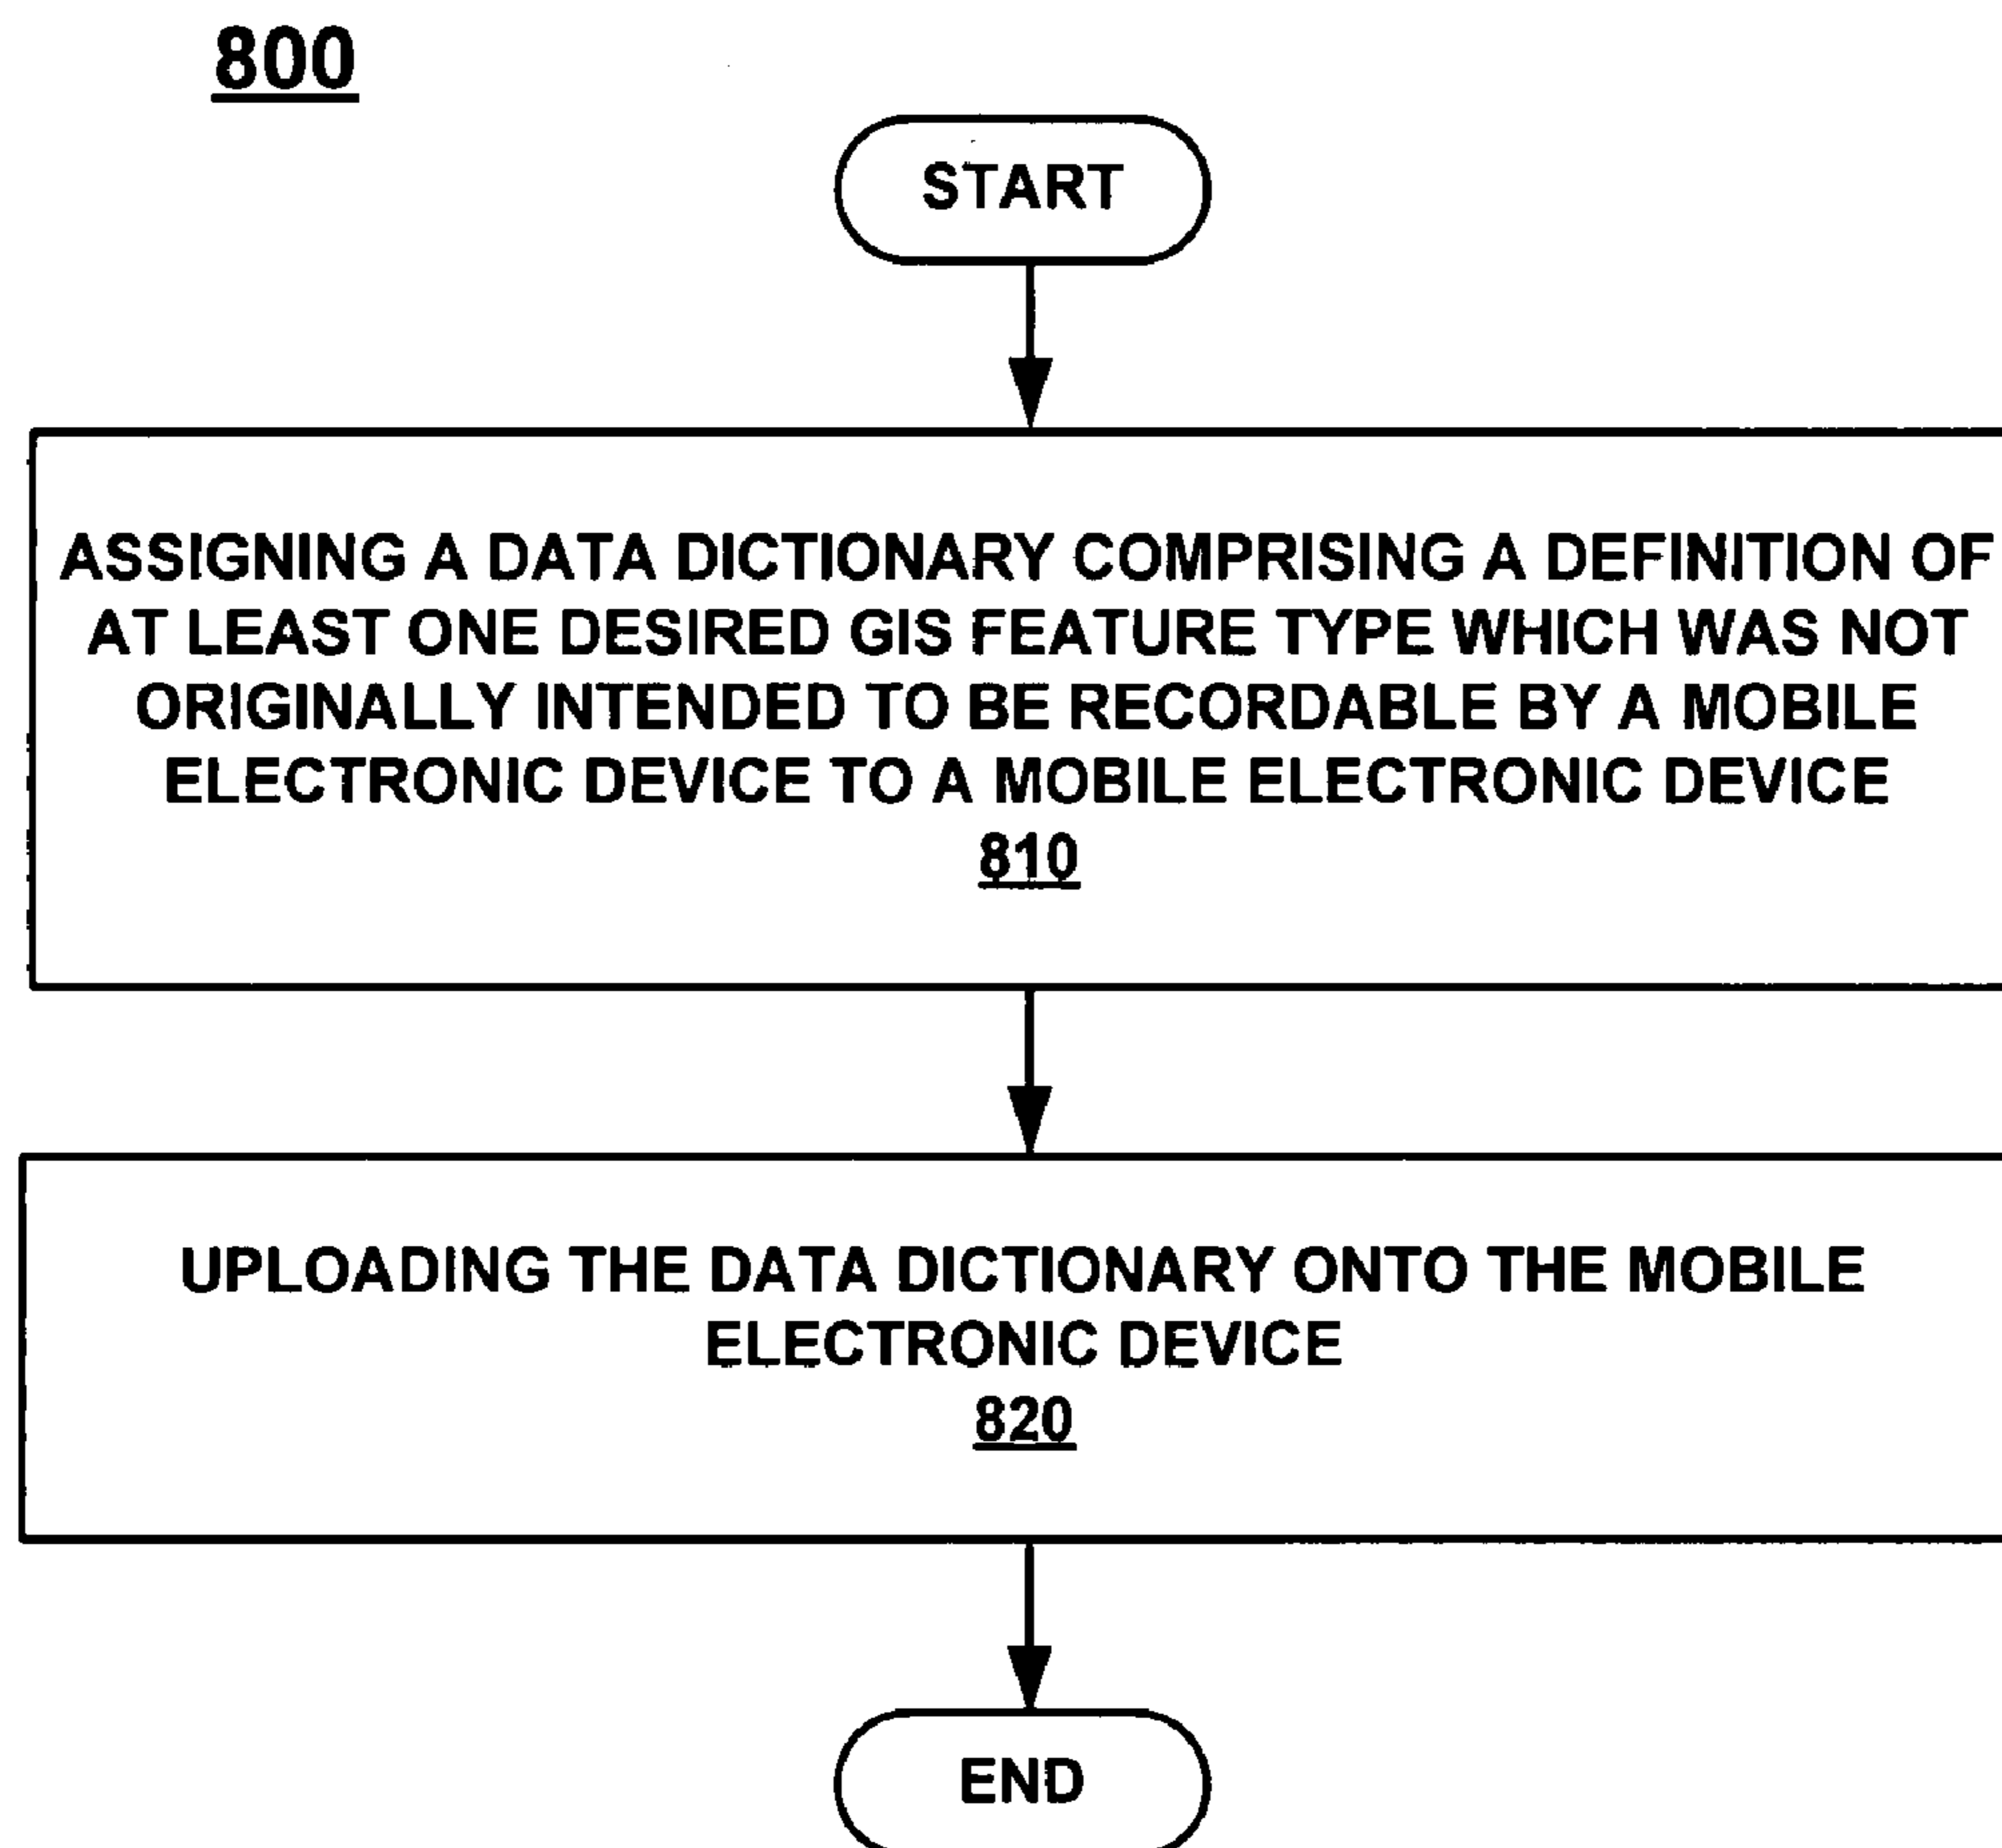 800
START
ASSIGNING A DATA DICTIONARY COMPRISING A DEFINITION OF
AT LEAST ONE DESIRED GIS FEATURE TYPE WHICH WAS NOT
ORIGINALLY INTENDED TO BE RECORDABLE BY A MOBILE
ELECTRONIC DEVICE TO A MOBILE ELECTRONIC DEVICE
810
UPLOADING THE DATA DICTIONARY ONTO THE MOBILE
ELECTRONIC DEVICE
820
END